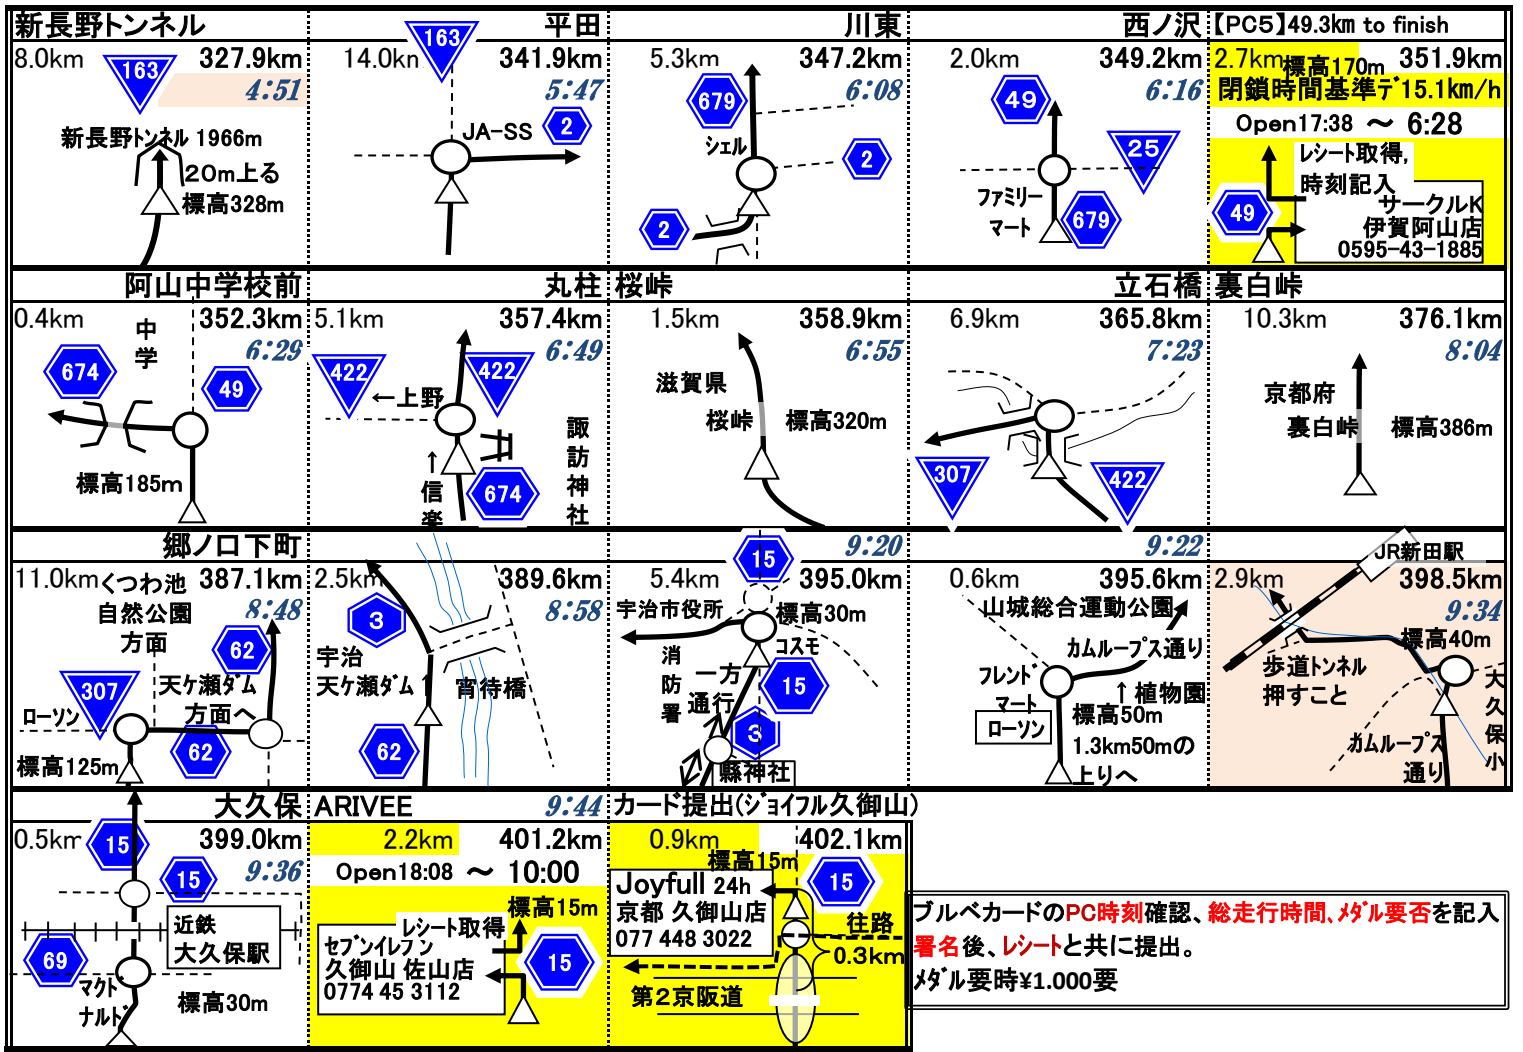 新長野トンネル
8.0km 327.9km
163
4:51
新長野トンネル 1966m
20m上る
標高328m
平田
163
14.0km 341.9km
5:47
JA-SS
2
川東
5.3km 347.2km
679
6:08
シェル
2
2
西ノ沢
2.0km 349.2km
49
6:16
25
ファミリー
マート
679
【PC5】49.3km to finish
2.7km 351.9km
標高170m
閉鎖時間基準ﾃﾞ15.1km/h
Open17:38 ～ 6:28
レシート取得,
時刻記入
サークルK
49
伊賀阿山店
0595-43-1885
阿山中学校前
0.4km 352.3km
中
学
6:29
674
49
標高185m
丸柱
5.1km 357.4km
6:49
422
422
←上野
諏
訪
神
社
↑
信
楽
674
桜峠
1.5km 358.9km
6:55
滋賀県
桜峠 標高320m
立石橋
6.9km 365.8km
7:23
307
422
裏白峠
10.3km 376.1km
8:04
京都府
裏白峠 標高386m
郷ノ口下町
11.0km 387.1km
くつわ池
自然公園
方面
8:48
62
307
天ケ瀬ダム
方面へ
ローソン
62
標高125m
2.5km 389.6km
8:58
3
宇治
天ケ瀬ダム↑
宵待橋
62
15
9:20
5.4km 395.0km
宇治市役所
標高30m
コスモ
消
防
署
一方
通行
15
3
縣神社
9:22
0.6km 395.6km
山城総合運動公園
カムループス通り
フレンド
マート
↑植物園
ローソン
標高50m
1.3km50mの
上りへ
JR新田駅
2.9km 398.5km
9:34
標高40m
歩道トンネル
押すこと
大
久
保
小
カムループス
通り
大久保
0.5km 399.0km
15
9:36
15
近鉄
大久保駅
69
マクド
ナルド
標高30m
ARIVEE 9:44
2.2km 401.2km
Open18:08 ～ 10:00
標高15m
レシート取得
セブンイレブン
久御山 佐山店
0774 45 3112
15
カード提出(ジョイフル久御山)
0.9km 402.1km
標高15m
Joyfull 24h
15
京都 久御山店
077 448 3022
往路
0.3km
第2京阪道
ブルベカードのPC時刻確認、総走行時間、メダル要否を記入
署名後、レシートと共に提出。
メダル要時¥1.000要